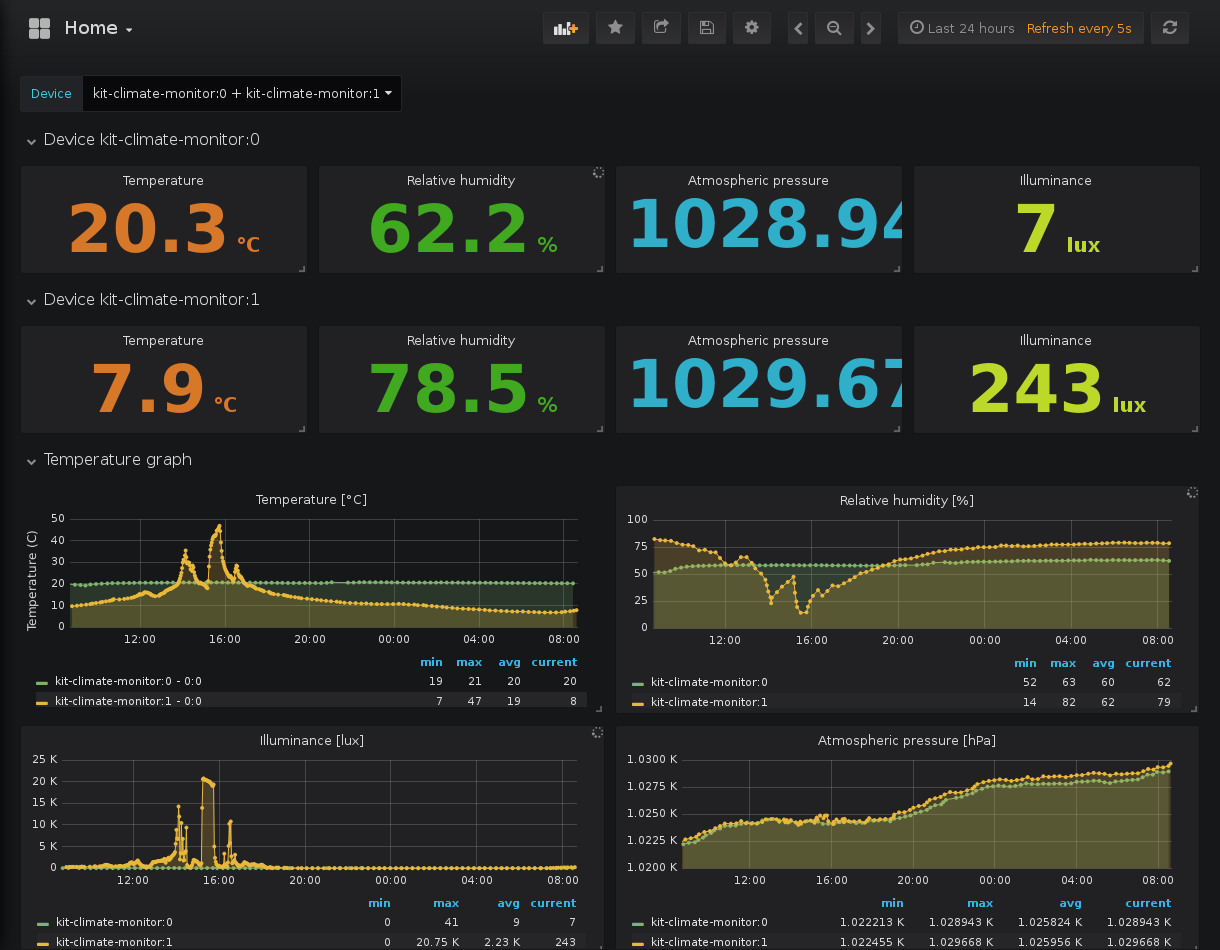 Home
Last 24 hours Refresh every 5s
Device kit-climate-monitor:0 + kit-climate-monitor:1
Device kit-climate-monitor:0
Temperature Relative humidity Atmospheric pressure Illuminance
20.3 °C 62.2 % 1028.94 7 lux
Device kit-climate-monitor:1
Temperature Relative humidity Atmospheric pressure Illuminance
7.9 °C 78.5 % 1029.67 243 lux
Temperature graph
Temperature [°C]
Temperature (C)
50
40
30
20
10
0
12:00 16:00 20:00 00:00 04:00 08:00
min max avg current
kit-climate-monitor:0 - 0:0 19 21 20 20
kit-climate-monitor:1 - 0:0 7 47 19 8
Relative humidity [%]
100
75
50
25
0
12:00 16:00 20:00 00:00 04:00 08:00
min max avg current
kit-climate-monitor:0 52 63 60 62
kit-climate-monitor:1 14 82 62 79
Illuminance [lux]
25 K
20 K
15 K
10 K
5 K
0
12:00 16:00 20:00 00:00 04:00 08:00
min max avg current
kit-climate-monitor:0 0 41 9 7
kit-climate-monitor:1 0 20.75 K 2.23 K 243
Atmospheric pressure [hPa]
1.0300 K
1.0275 K
1.0250 K
1.0225 K
1.0200 K
12:00 16:00 20:00 00:00 04:00 08:00
min max avg current
kit-climate-monitor:0 1.022213 K 1.028943 K 1.025824 K 1.028943 K
kit-climate-monitor:1 1.022455 K 1.029668 K 1.025956 K 1.029668 K